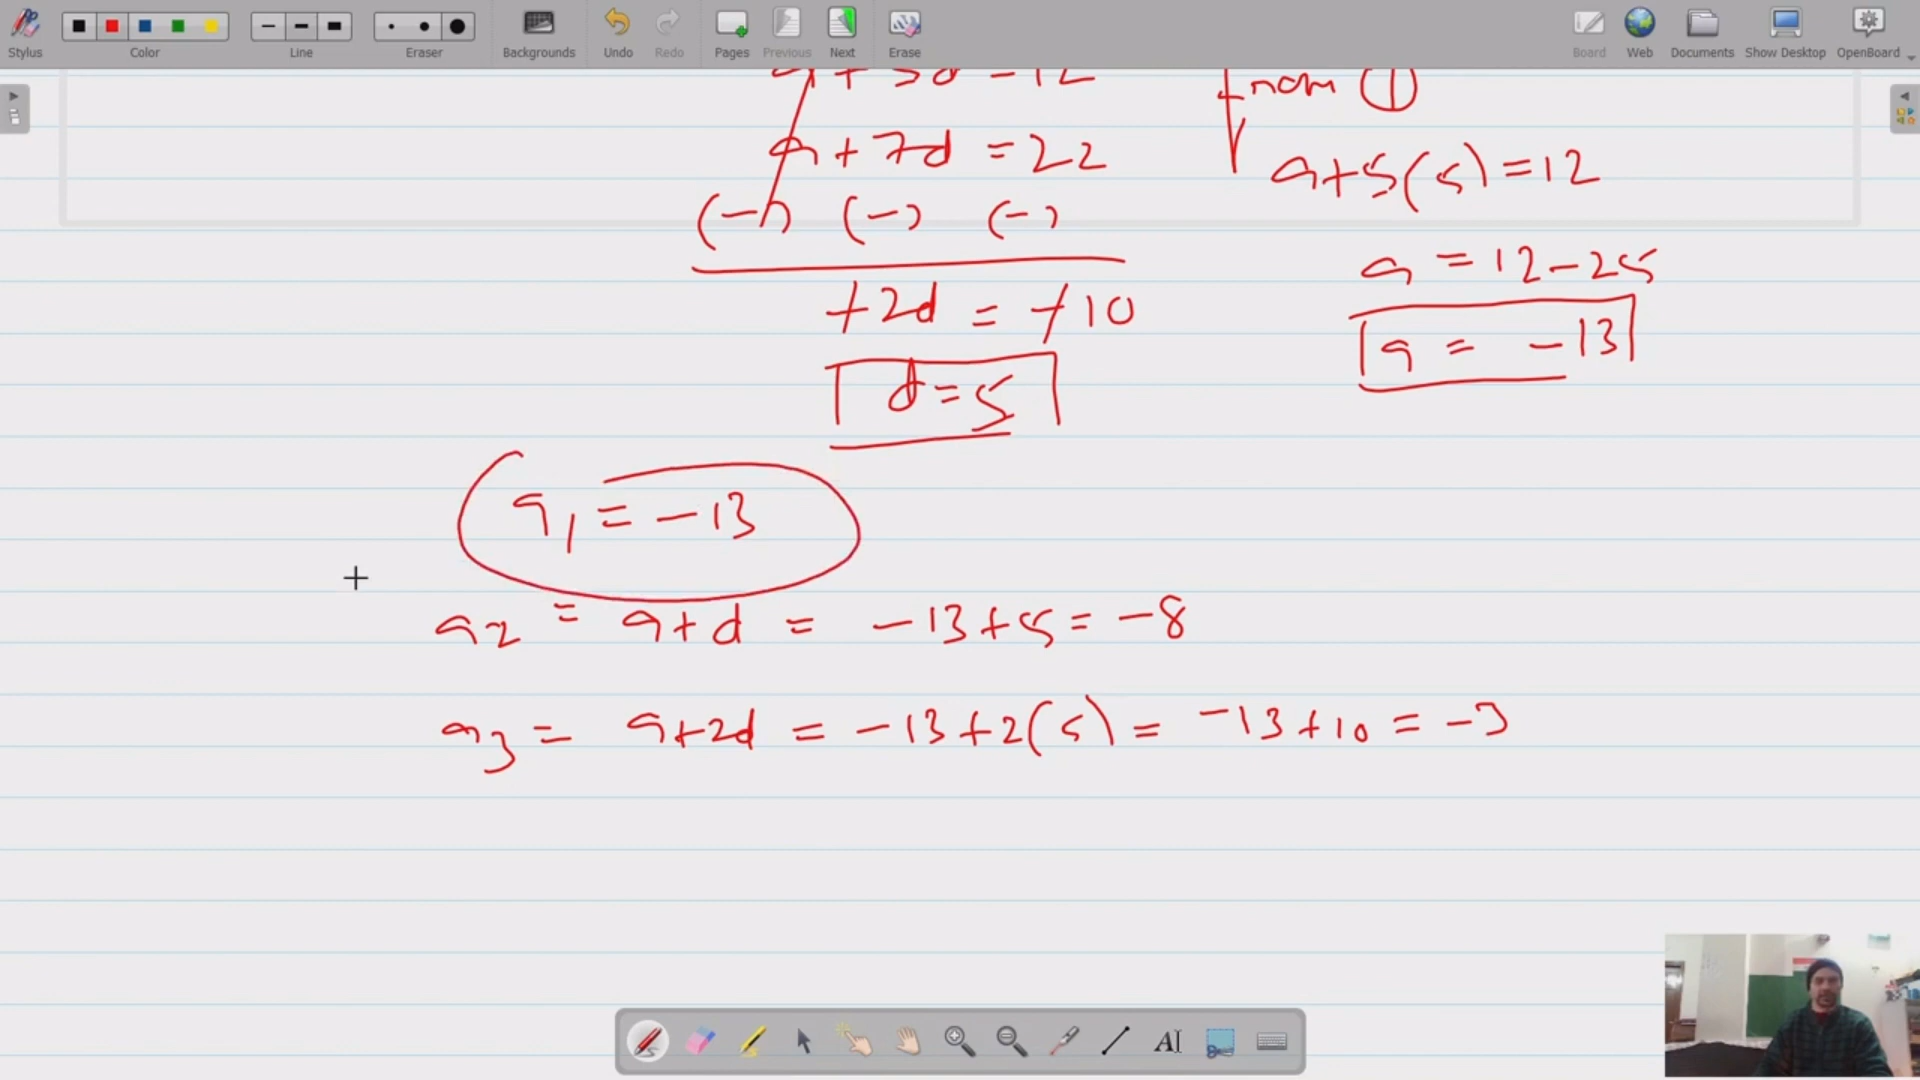 Stylus Color Line Eraser Backgrounds Undo Redo Pages Previous Next Erase Board Web Documents Show Desktop OpenBoard
a + 5d = 12
a + 7d = 22
(-) (-) (-)
+2d = +10
d = 5
from ①
a+5(5) = 12
a = 12-25
a = -13
a1 = -13
a2 = a+d = -13+5 = -8
a3 = a+2d = -13+2(5) = -13+10 = -3